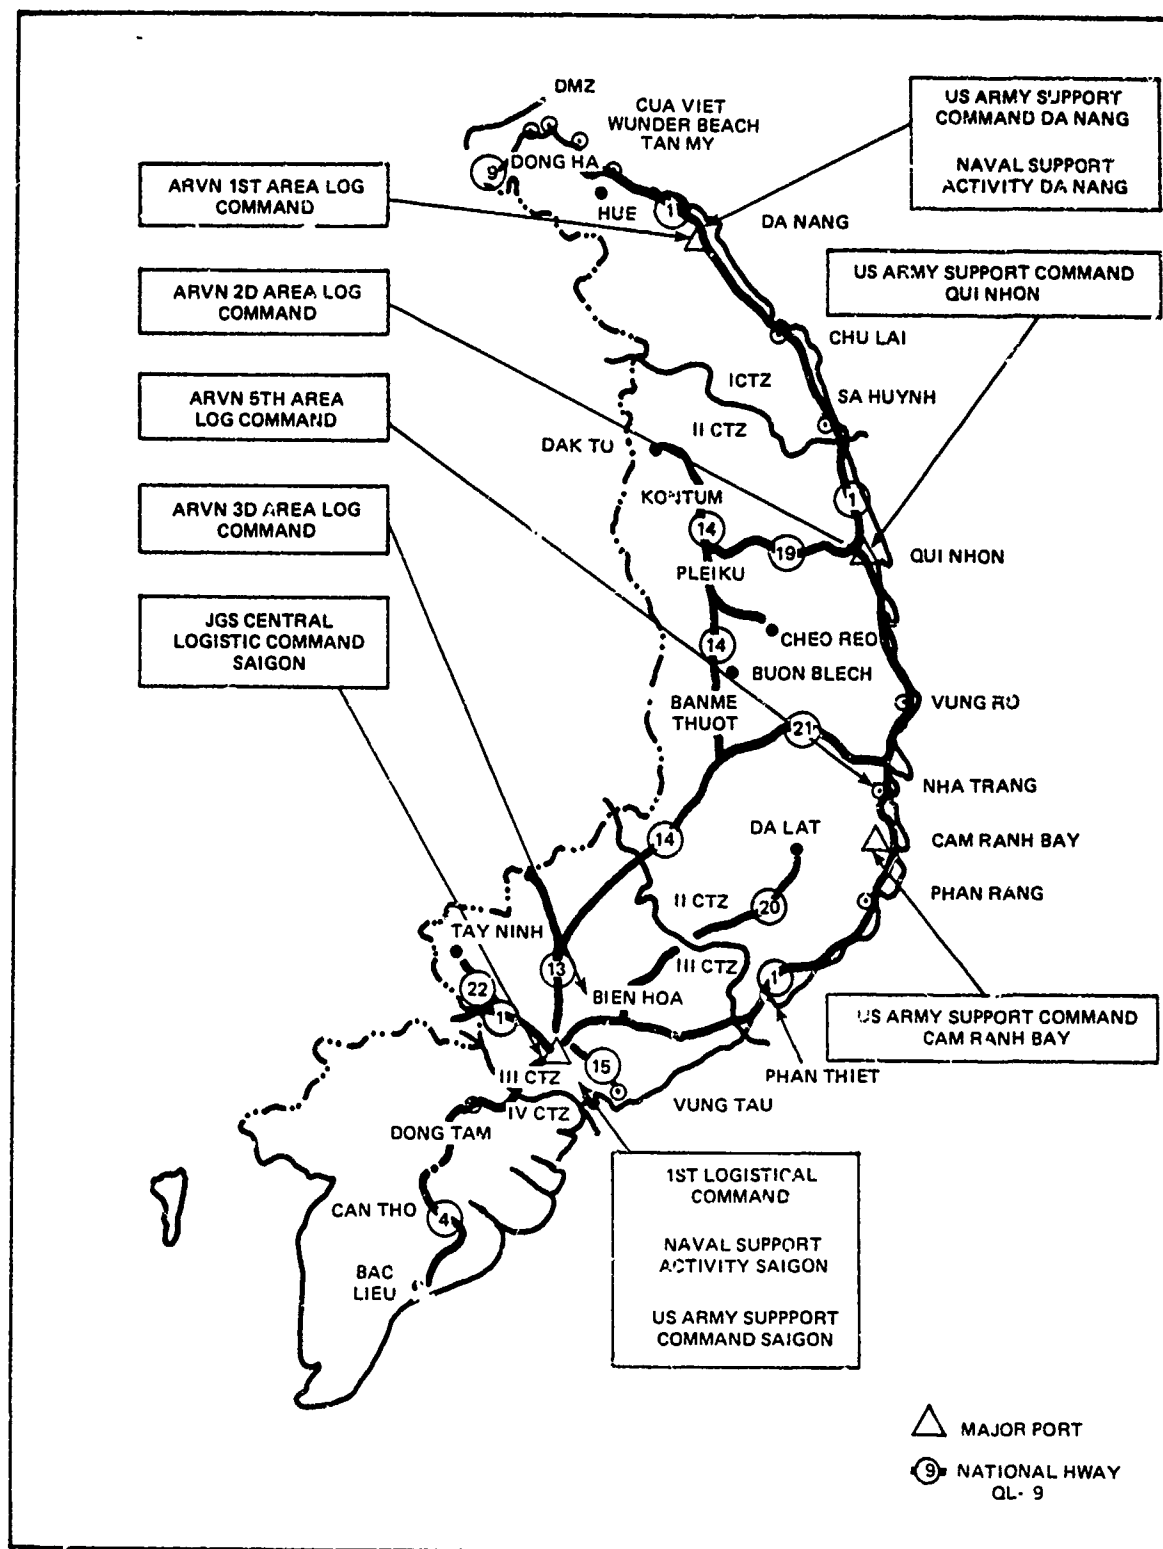 DMZ
CUA VIET
WUNDER BEACH
TAN MY
US ARMY SUPPORT
COMMAND DA NANG
NAVAL SUPPORT
ACTIVITY DA NANG
DONG HA
9
ARVN 1ST AREA LOG
COMMAND
HUE
1
DA NANG
US ARMY SUPPORT COMMAND
QUI NHON
ARVN 2D AREA LOG
COMMAND
CHU LAI
ICTZ
SA HUYNH
ARVN 5TH AREA
LOG COMMAND
II CTZ
DAK TO
KONTUM
1
ARVN 3D AREA LOG
COMMAND
14
19
QUI NHON
PLEIKU
JGS CENTRAL
LOGISTIC COMMAND
SAIGON
CHEO REO
14
BUON BLECH
BANME
THUOT
VUNG RO
21
NHA TRANG
14
DA LAT
CAM RANH BAY
PHAN RANG
II CTZ
20
TAY NINH
III CTZ
13
1
22
BIEN HOA
1
US ARMY SUPPORT COMMAND
CAM RANH BAY
III CTZ
15
PHAN THIET
IV CTZ
VUNG TAU
DONG TAM
1ST LOGISTICAL
COMMAND
NAVAL SUPPORT
ACTIVITY SAIGON
US ARMY SUPPPORT
COMMAND SAIGON
CAN THO
4
BAC
LIEU
MAJOR PORT
9
NATIONAL HWAY
QL- 9